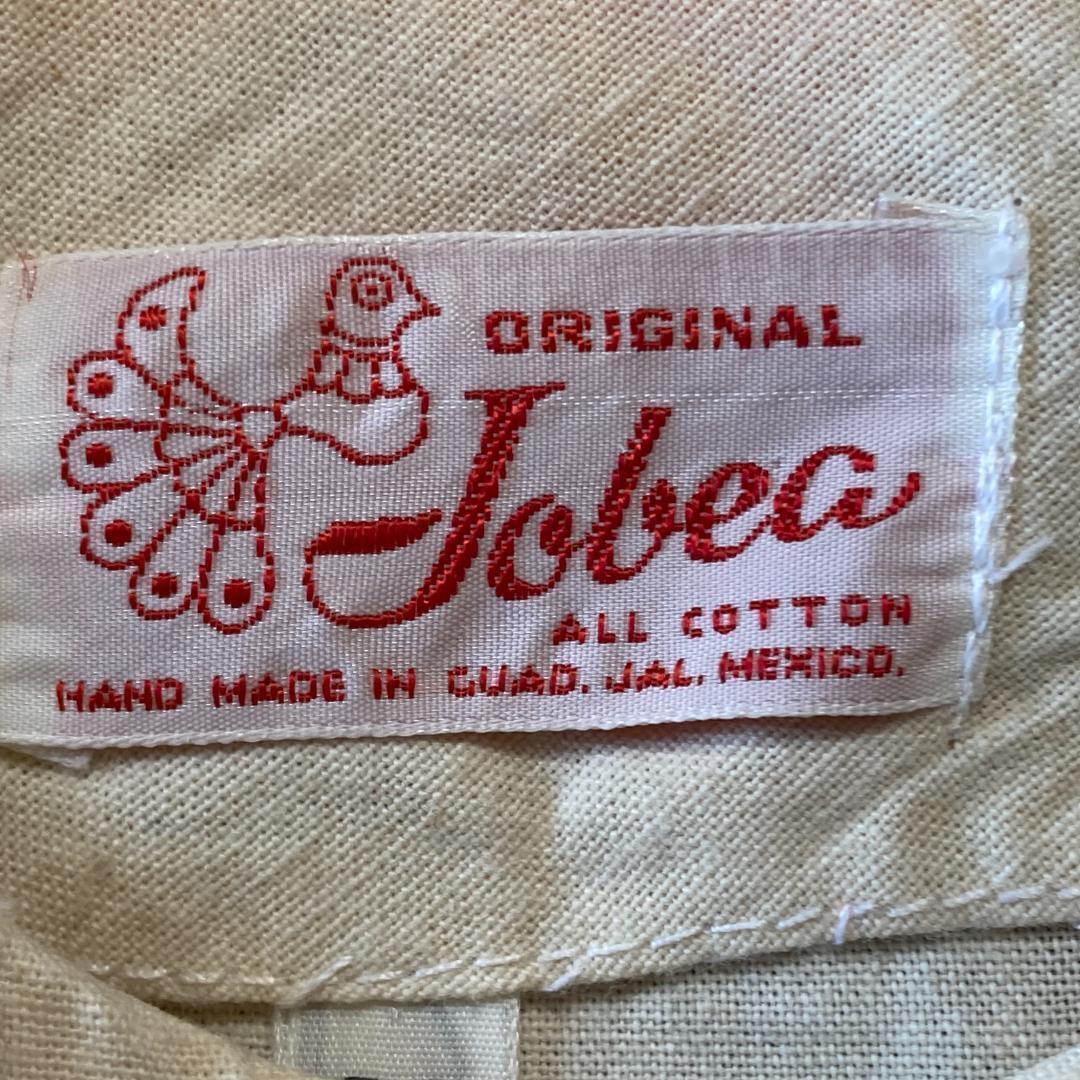 ORIGINAL
Jobea
ALL COTTON
HAND MADE IN GUAD. JAL. MEXICO.